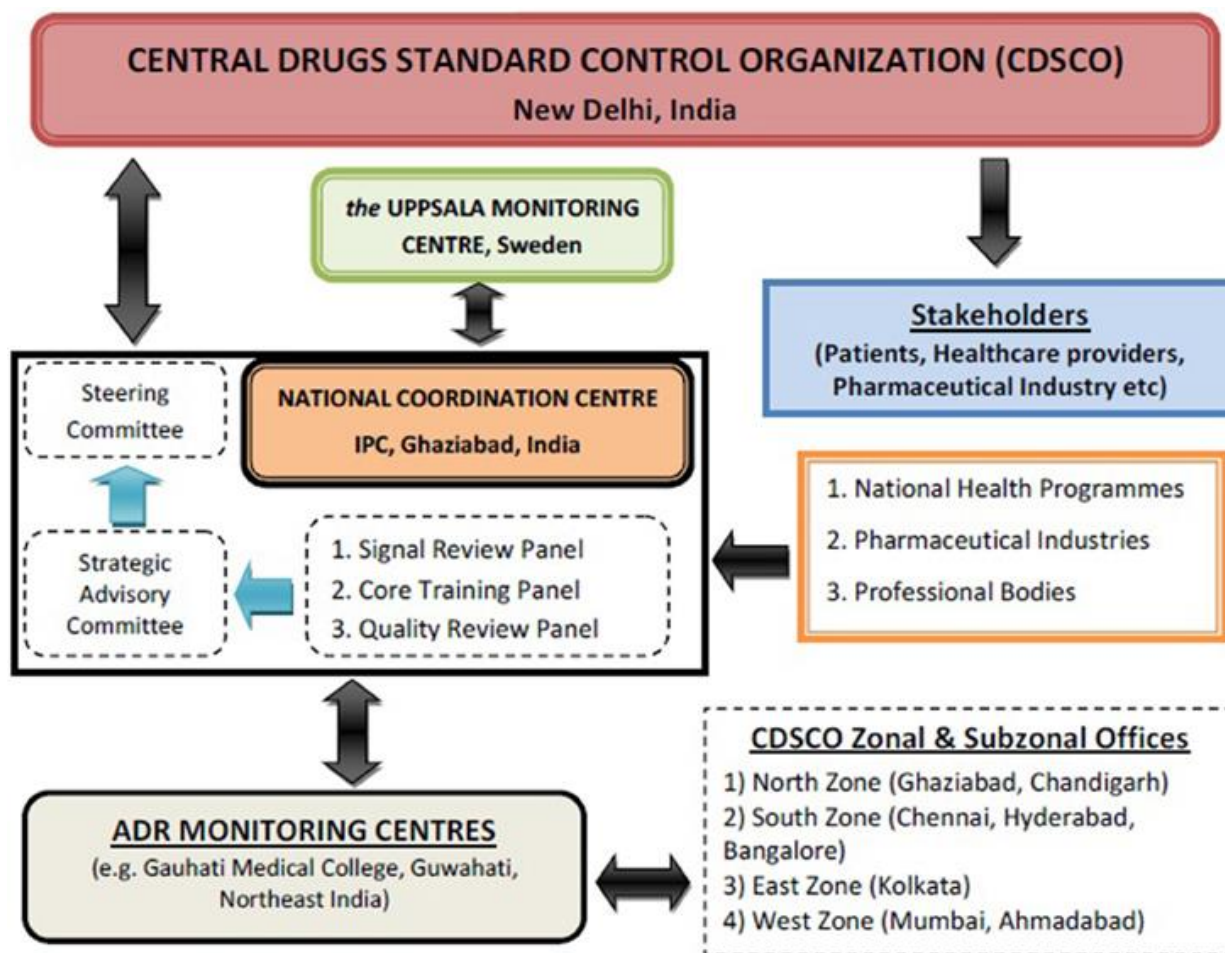 CENTRAL DRUGS STANDARD CONTROL ORGANIZATION (CDSCO)
New Delhi, India
the UPPSALA MONITORING
CENTRE, Sweden
Stakeholders
(Patients, Healthcare providers,
Pharmaceutical Industry etc)
Steering
Committee
NATIONAL COORDINATION CENTRE
IPC, Ghaziabad, India
Strategic
Advisory
Committee
1. Signal Review Panel
2. Core Training Panel
3. Quality Review Panel
1. National Health Programmes
2. Pharmaceutical Industries
3. Professional Bodies
ADR MONITORING CENTRES
(e.g. Gauhati Medical College, Guwahati,
Northeast India)
CDSCO Zonal & Subzonal Offices
1) North Zone (Ghaziabad, Chandigarh)
2) South Zone (Chennai, Hyderabad,
Bangalore)
3) East Zone (Kolkata)
4) West Zone (Mumbai, Ahmadabad)